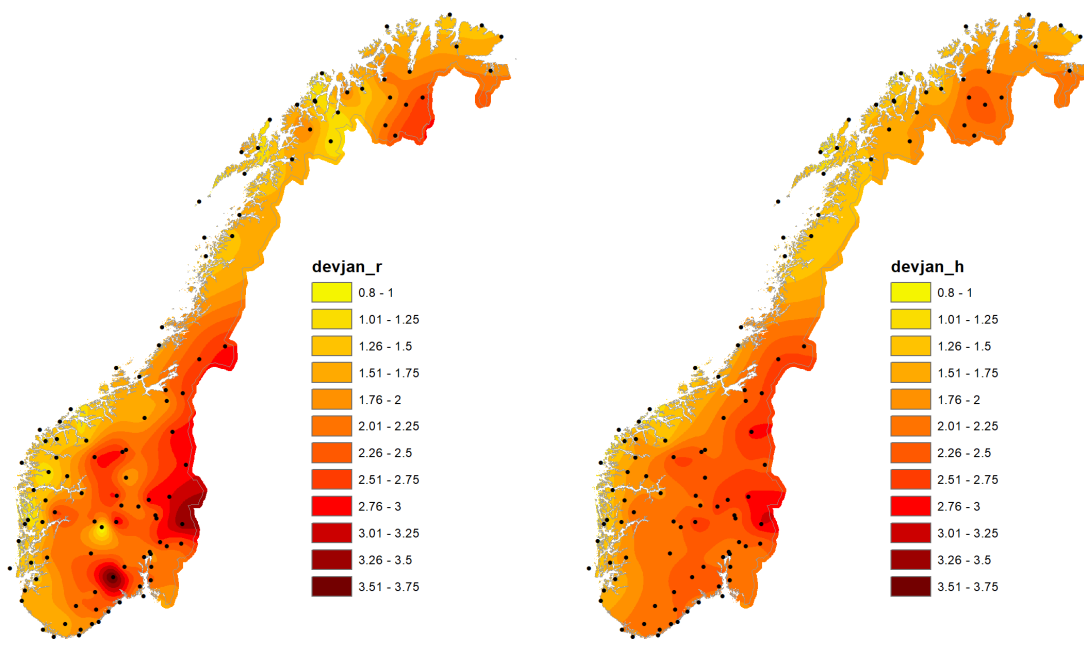 devjan_r
0.8 - 1
1.01 - 1.25
1.26 - 1.5
1.51 - 1.75
1.76 - 2
2.01 - 2.25
2.26 - 2.5
2.51 - 2.75
2.76 - 3
3.01 - 3.25
3.26 - 3.5
3.51 - 3.75
devjan_h
0.8 - 1
1.01 - 1.25
1.26 - 1.5
1.51 - 1.75
1.76 - 2
2.01 - 2.25
2.26 - 2.5
2.51 - 2.75
2.76 - 3
3.01 - 3.25
3.26 - 3.5
3.51 - 3.75